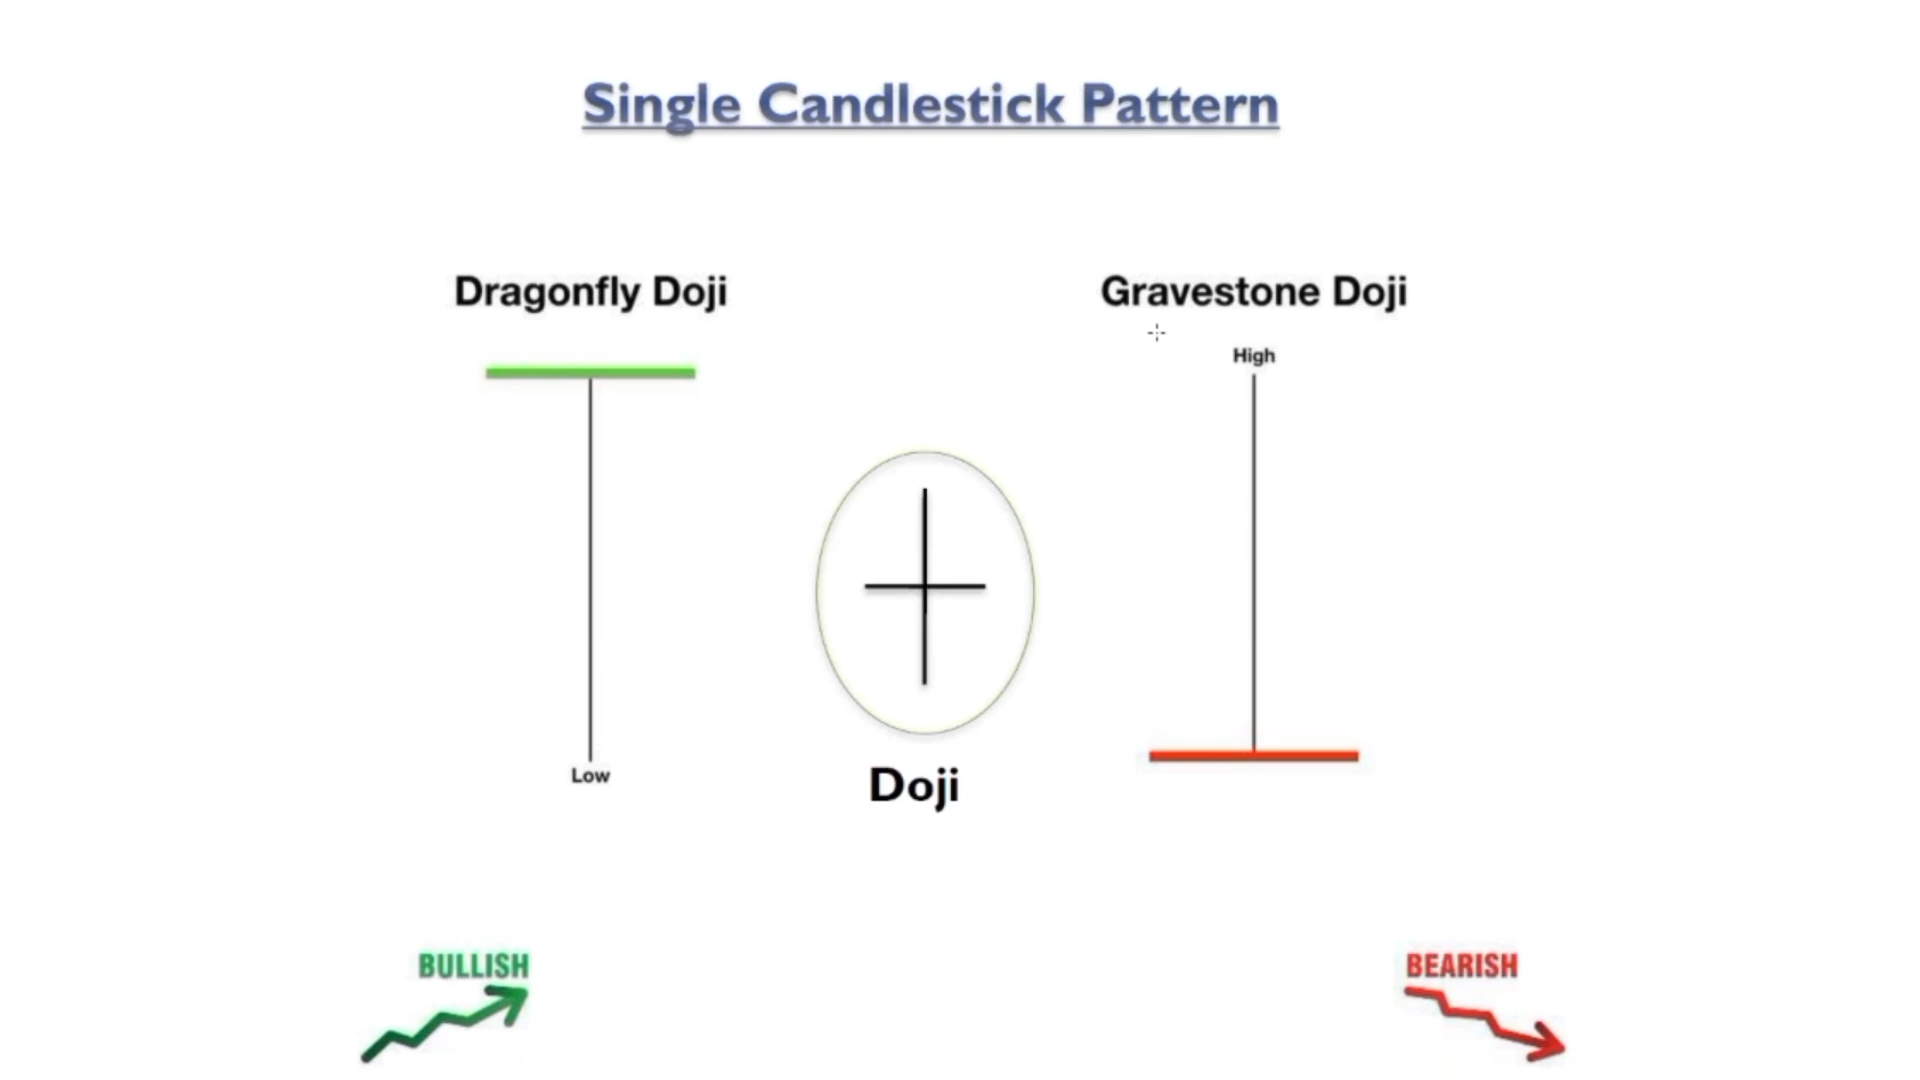 Single Candlestick Pattern
Dragonfly Doji
Gravestone Doji
High
Low
Doji
BULLISH
BEARISH